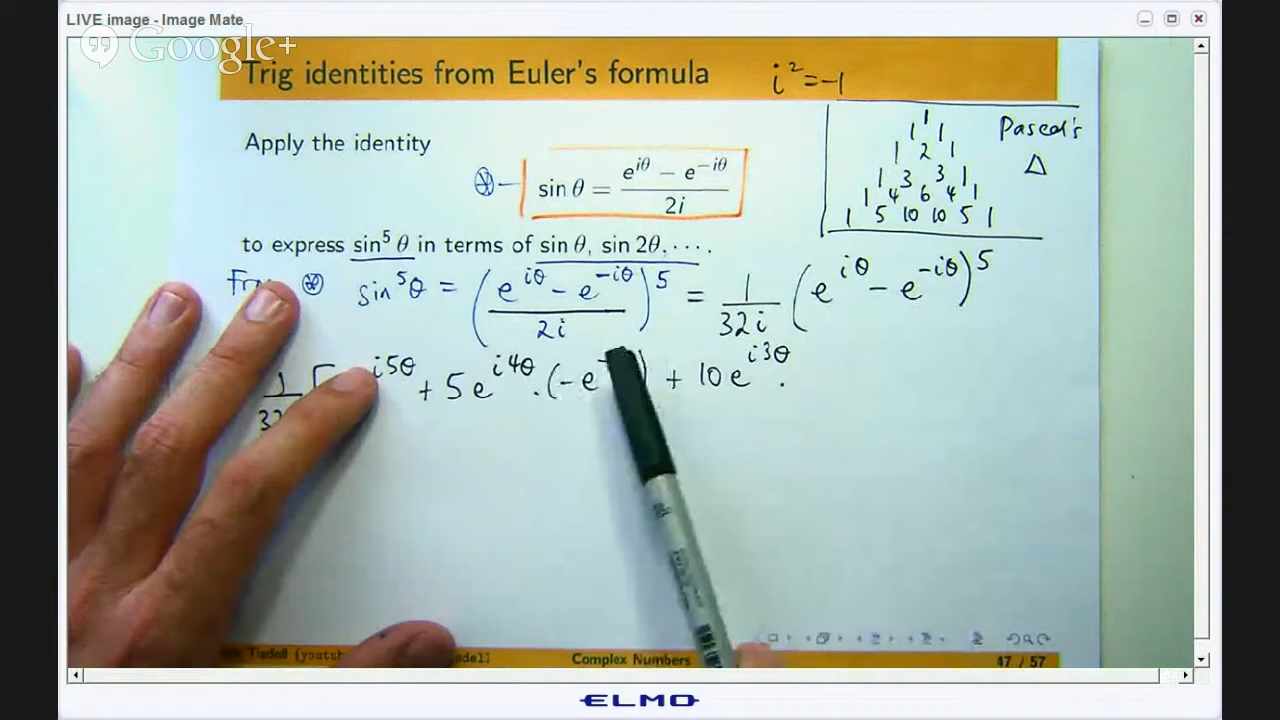 LIVE image - Image Mate
Google+
Trig identities from Euler's formula i² = -1
Apply the identity
sin θ = (e^{iθ} − e^{−iθ}) / 2i
1
1 1
1 2 1
1 3 3 1
1 4 6 4 1
1 5 10 10 5 1
Pascal's
Δ
to express sin⁵ θ in terms of sin θ, sin 2θ, ⋯.
sin⁵θ = ((e^{iθ} − e^{−iθ}) / 2i)⁵ = 1/32i (e^{iθ} − e^{−iθ})⁵
i5θ + 5e^{i4θ} . (−e + 10e^{i3θ} .
Complex Numbers
47 / 57
ELMO